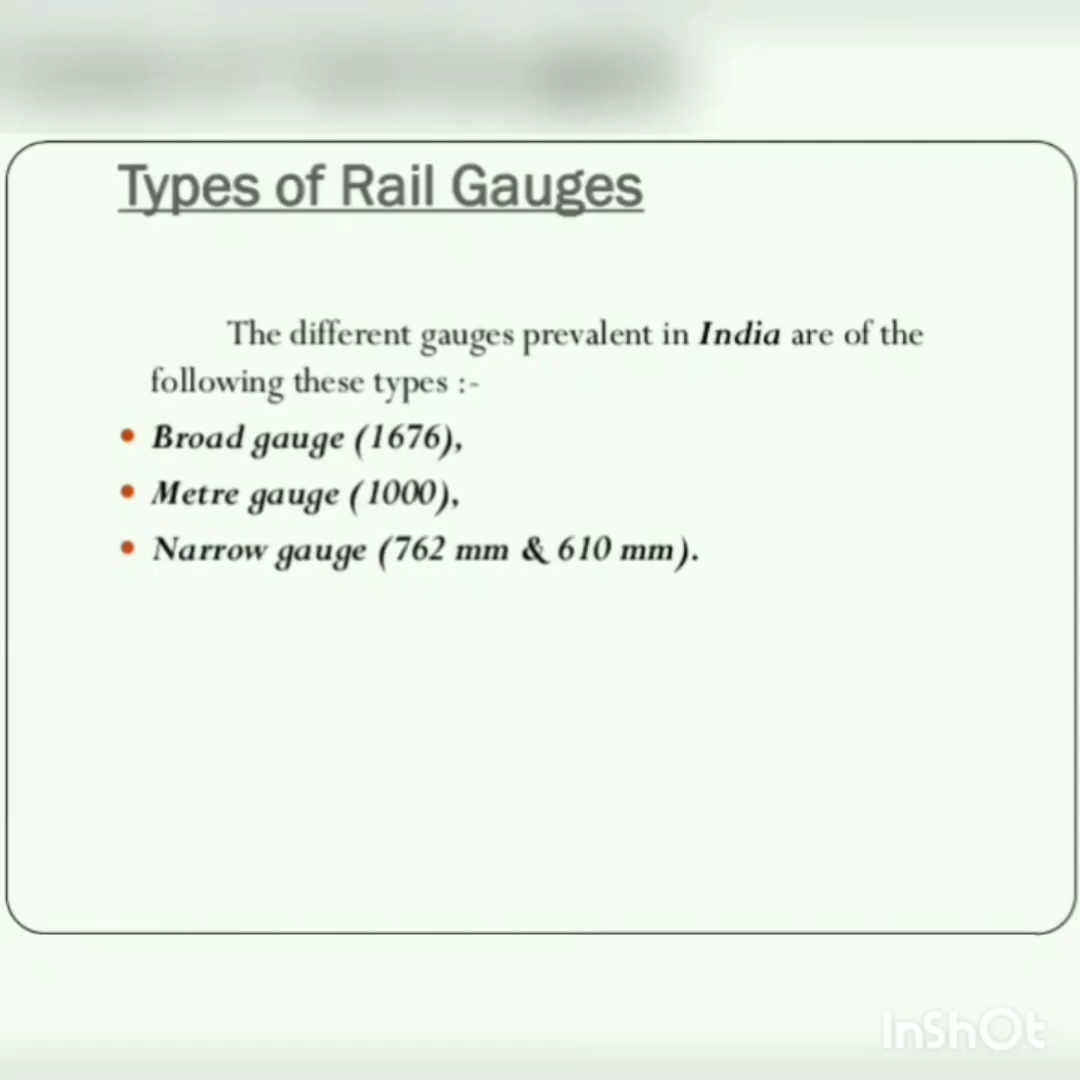 Types of Rail Gauges
The different gauges prevalent in India are of the
following these types :-
• Broad gauge (1676),
• Metre gauge (1000),
• Narrow gauge (762 mm & 610 mm).
InShOt